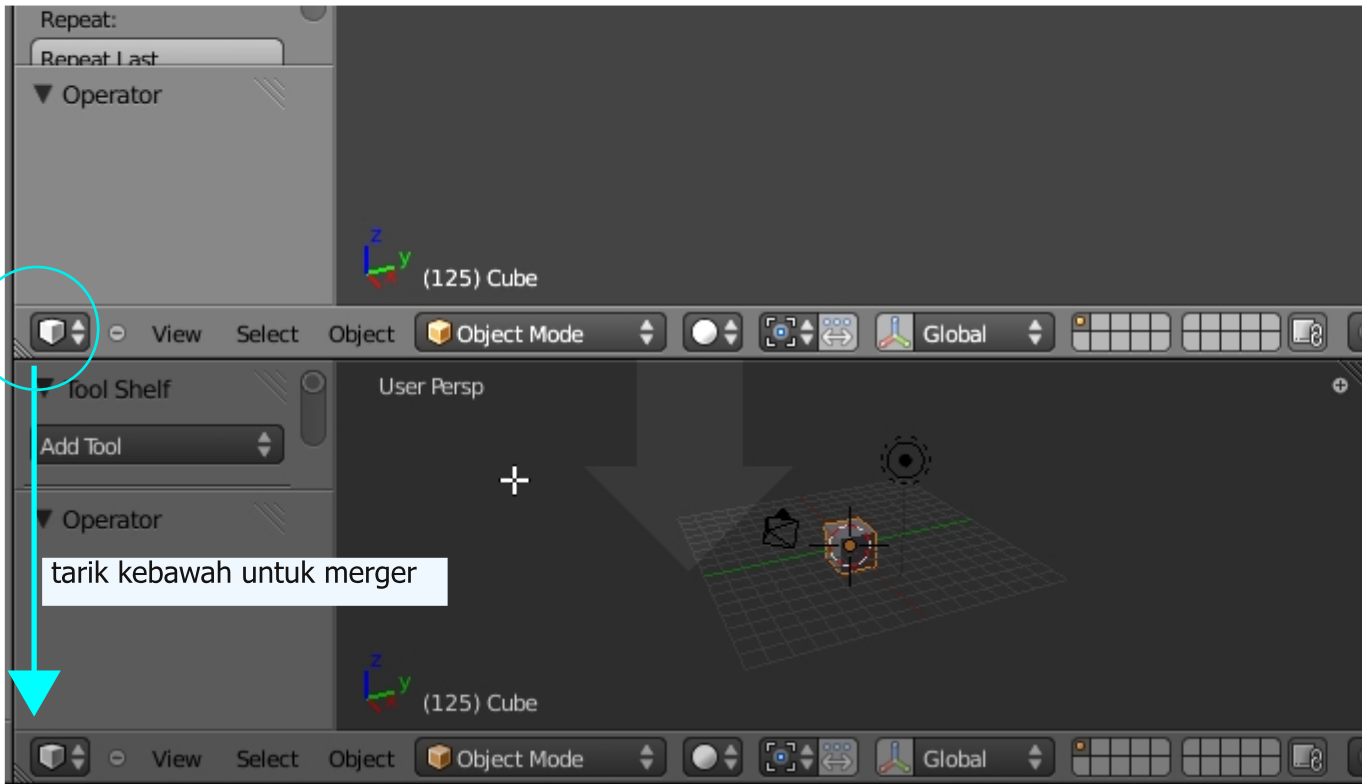 Repeat:
Repeat Last
Operator
z
y
x
(125) Cube
View Select Object Object Mode Global
Tool Shelf
User Persp
Add Tool
Operator
tarik kebawah untuk merger
z
y
x
(125) Cube
View Select Object Object Mode Global